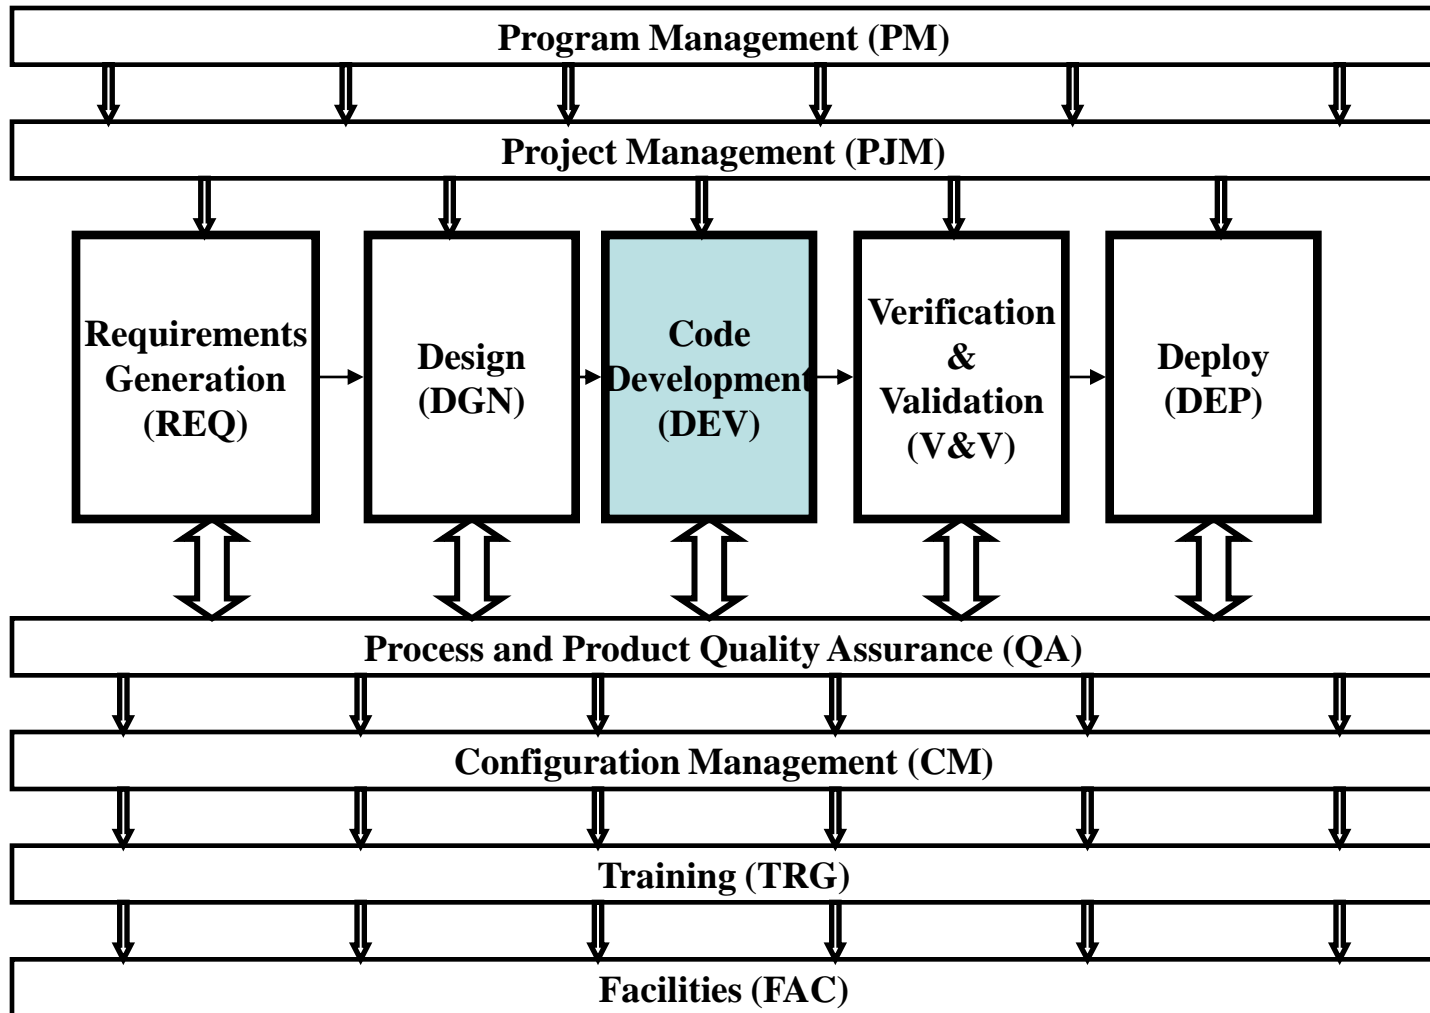 Program Management (PM)
Project Management (PJM)
Requirements
Generation
(REQ)
Design
(DGN)
Code
Development
(DEV)
Verification
&
Validation
(V&V)
Deploy
(DEP)
Process and Product Quality Assurance (QA)
Configuration Management (CM)
Training (TRG)
Facilities (FAC)